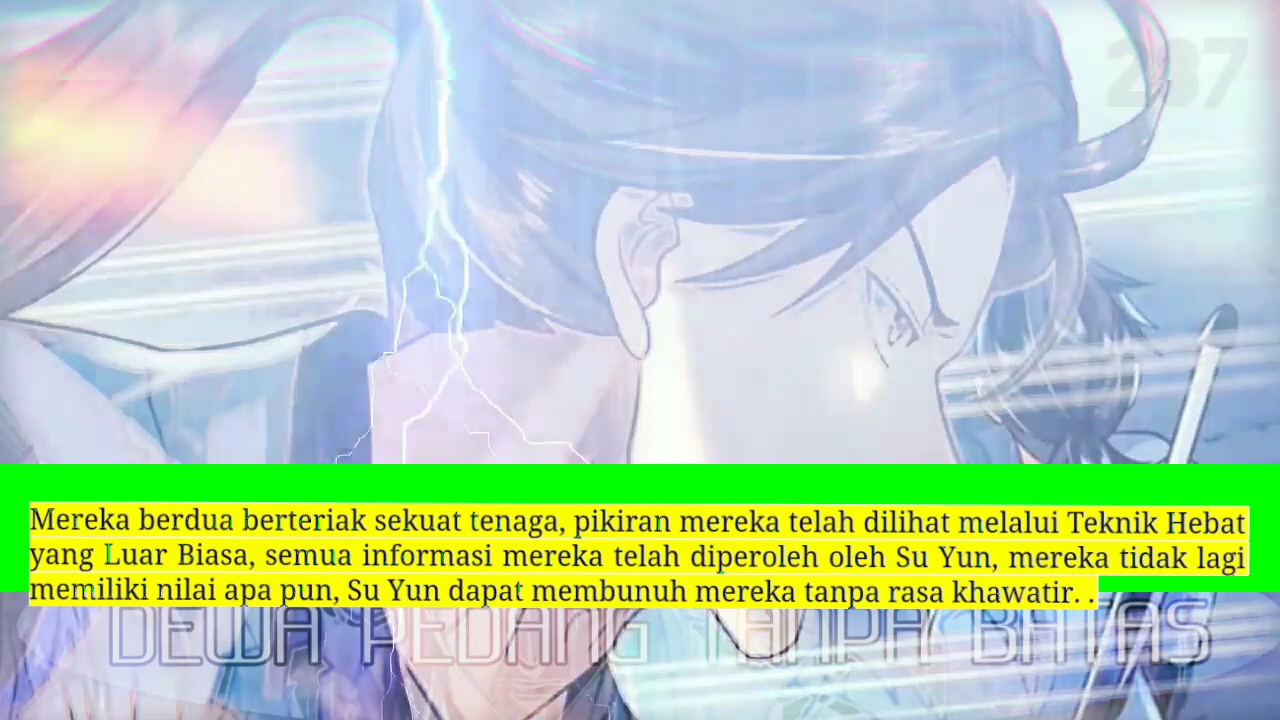 287
Mereka berdua berteriak sekuat tenaga, pikiran mereka telah dilihat melalui Teknik Hebat
yang Luar Biasa, semua informasi mereka telah diperoleh oleh Su Yun, mereka tidak lagi
memiliki nilai apa pun, Su Yun dapat membunuh mereka tanpa rasa khawatir. .
DEWA PEDANG TANPA BATAS